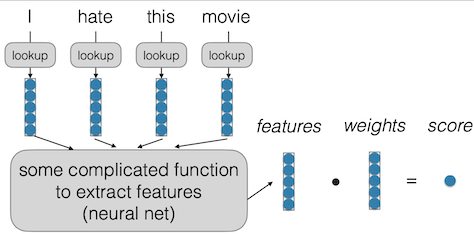 I hate this movie
lookup lookup lookup lookup
features weights score
some complicated function
to extract features
(neural net)
=